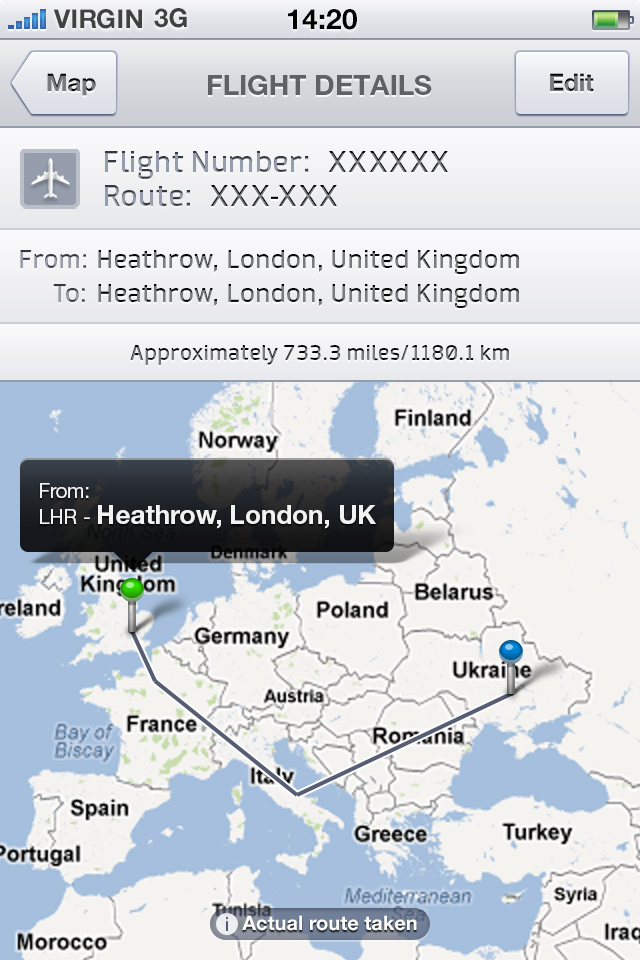 VIRGIN 3G 14:20
Map FLIGHT DETAILS Edit
Flight Number: XXXXXX
Route: XXX-XXX
From: Heathrow, London, United Kingdom
To: Heathrow, London, United Kingdom
Approximately 733.3 miles/1180.1 km
Finland
Norway
From:
LHR - Heathrow, London, UK
North Sea
Denmark
United
Kingdom
Belarus
reland
Poland
Germany
Ukraine
Austria
France
Bay of
Biscay
Romania
Italy
Spain
Greece
Turkey
Portugal
Mediterranean
Sea
Syria
Tunisia
i Actual route taken
Iraq
Morocco